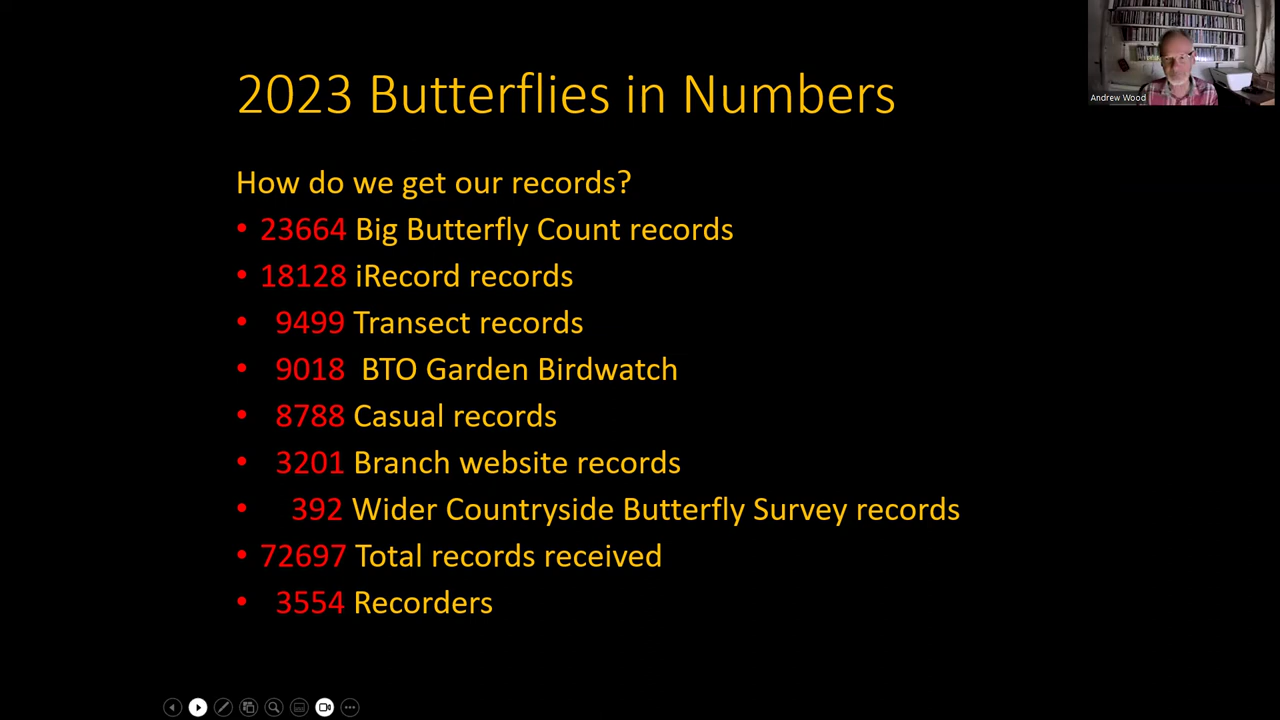 2023 Butterflies in Numbers
Andrew Wood
How do we get our records?
• 23664 Big Butterfly Count records
• 18128 iRecord records
• 9499 Transect records
• 9018 BTO Garden Birdwatch
• 8788 Casual records
• 3201 Branch website records
• 392 Wider Countryside Butterfly Survey records
• 72697 Total records received
• 3554 Recorders